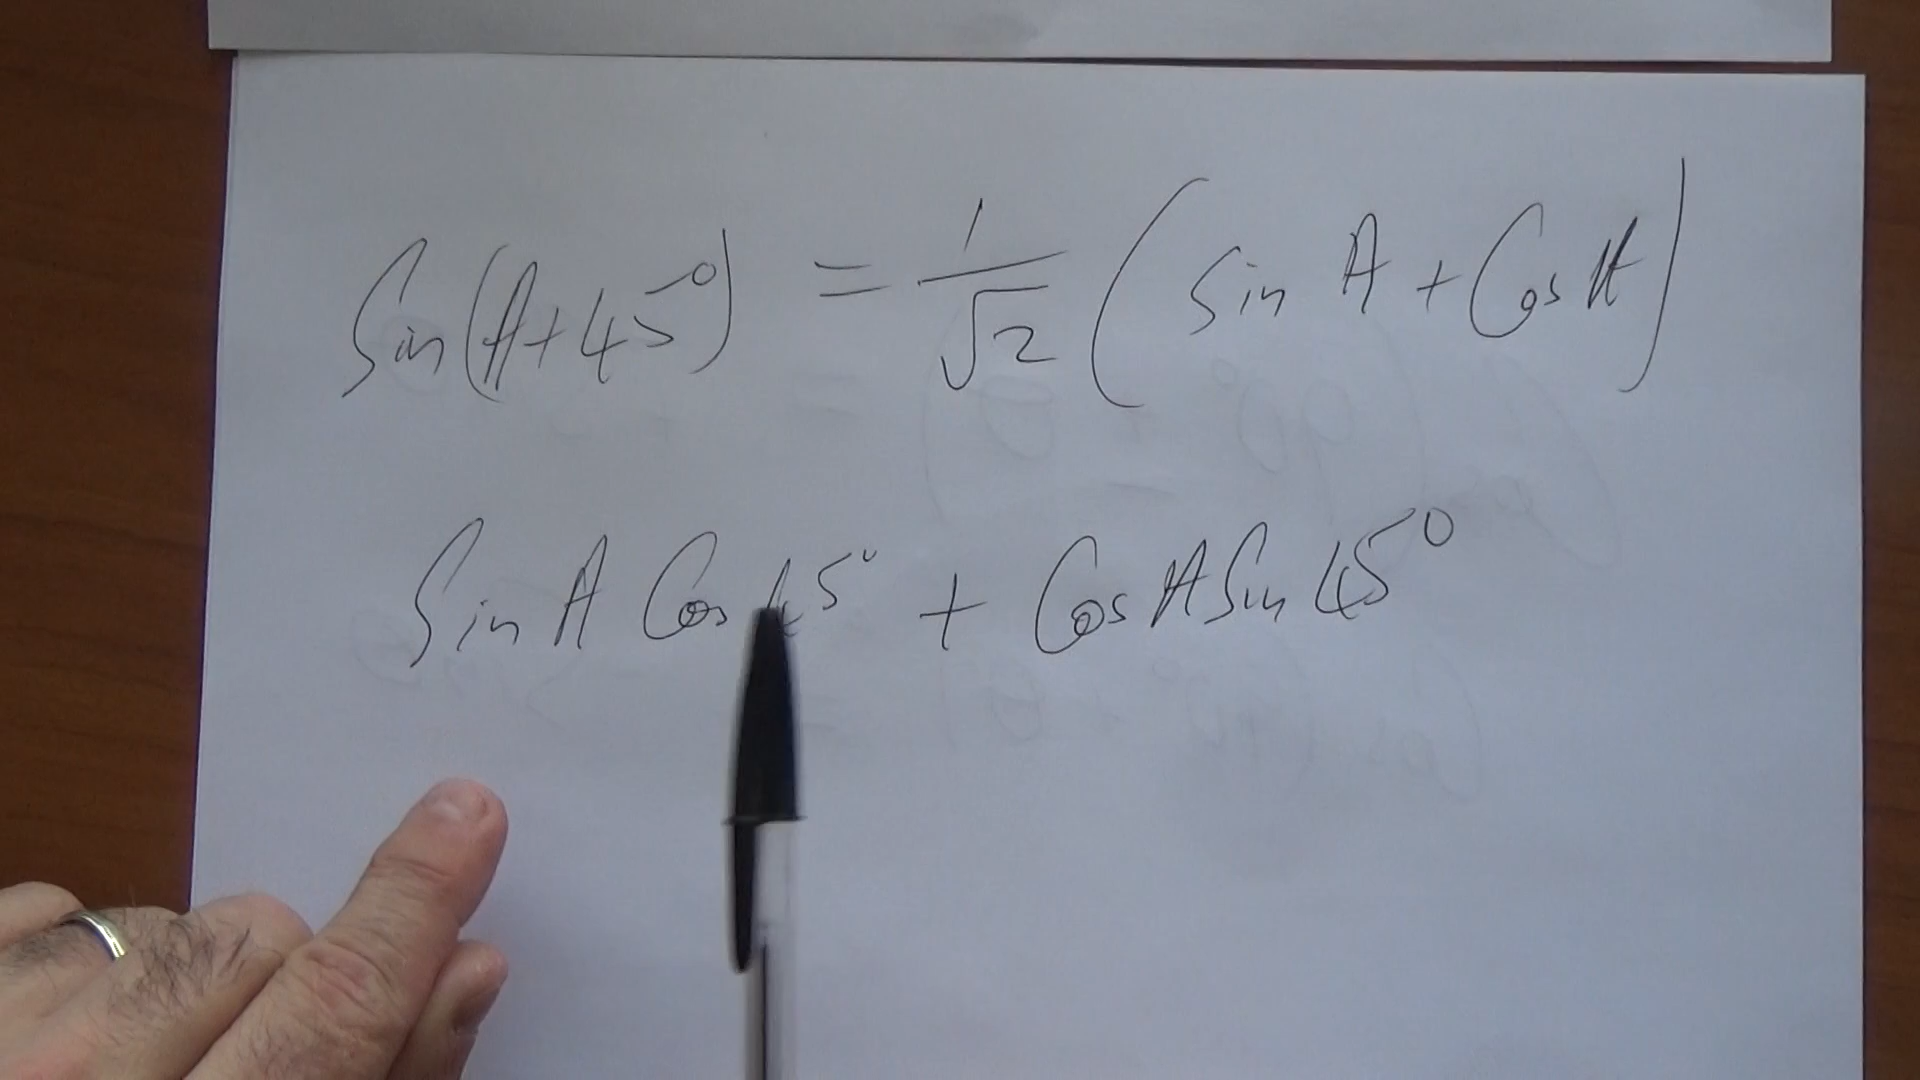 Sin(A+45°) = 1/√2 (Sin A + Cos A)
Sin A Cos 45° + Cos A Sin 45°